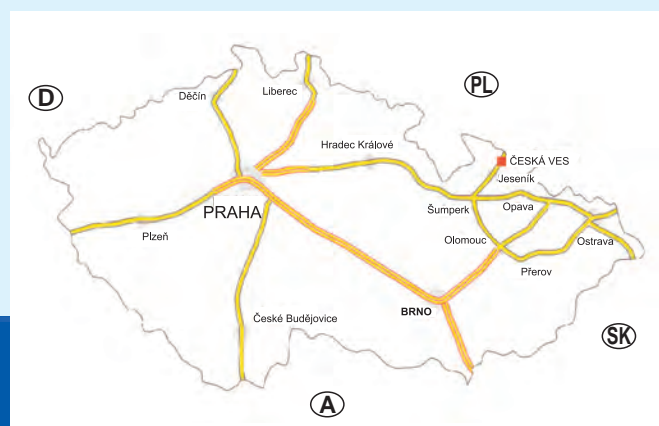 PL
D
Děčín
Liberec
Hradec Králové
ČESKÁ VES
Jeseník
PRAHA
Šumperk
Opava
Plzeň
Olomouc
Ostrava
Přerov
BRNO
České Budějovice
SK
A